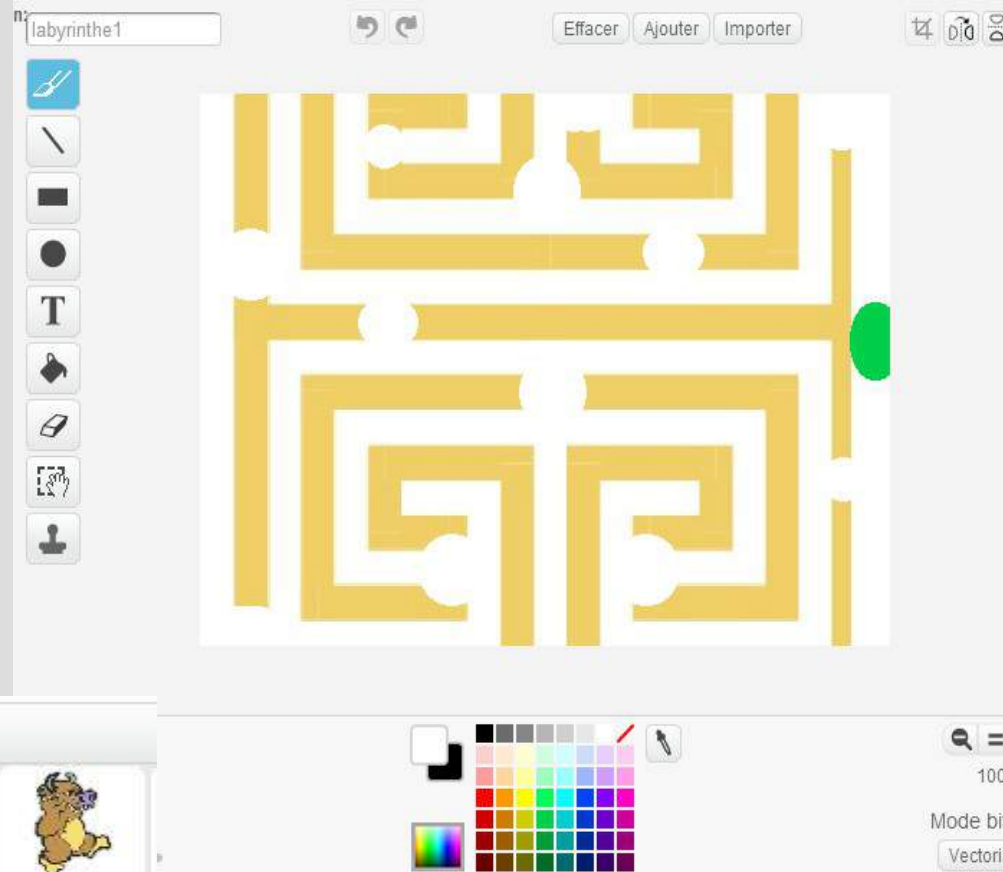 n:
labyrinthe1
Effacer Ajouter Importer
T
100
Mode bi
Vectori